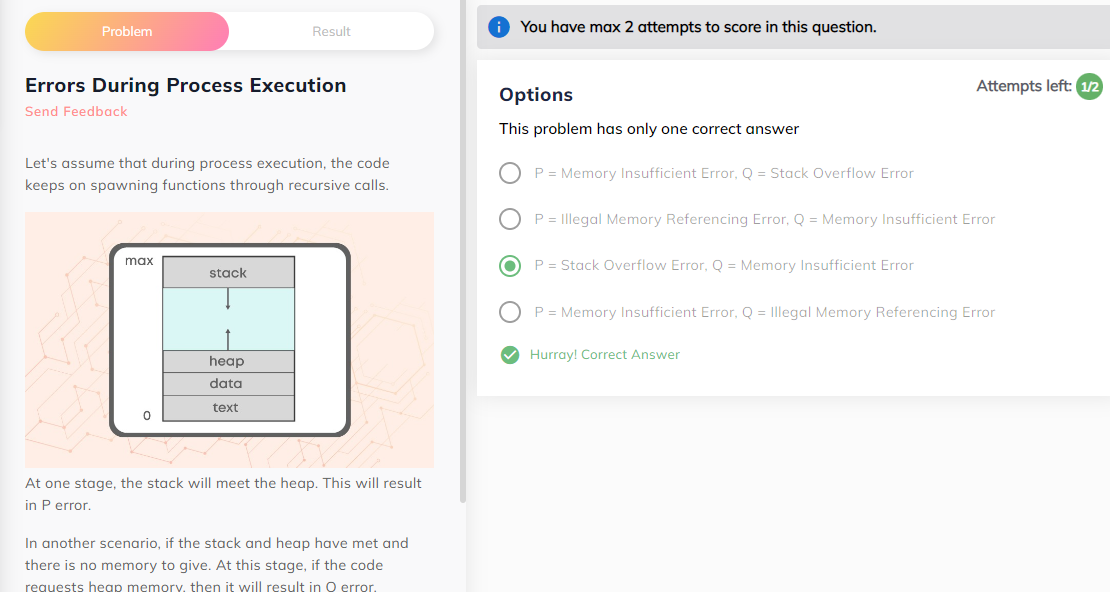 Problem
Result
Errors During Process Execution
Send Feedback
Let's assume that during process execution, the code
keeps on spawning functions through recursive calls.
max
stack
heap
data
text
0
At one stage, the stack will meet the heap. This will result
in P error.
In another scenario, if the stack and heap have met and
there is no memory to give. At this stage, if the code
requests heap memory, then it will result in Q error.
i
You have max 2 attempts to score in this question.
Attempts left: 1/2
Options
This problem has only one correct answer
P = Memory Insufficient Error, Q = Stack Overflow Error
P = Illegal Memory Referencing Error, Q = Memory Insufficient Error
P = Stack Overflow Error, Q = Memory Insufficient Error
P = Memory Insufficient Error, Q = Illegal Memory Referencing Error
Hurray! Correct Answer